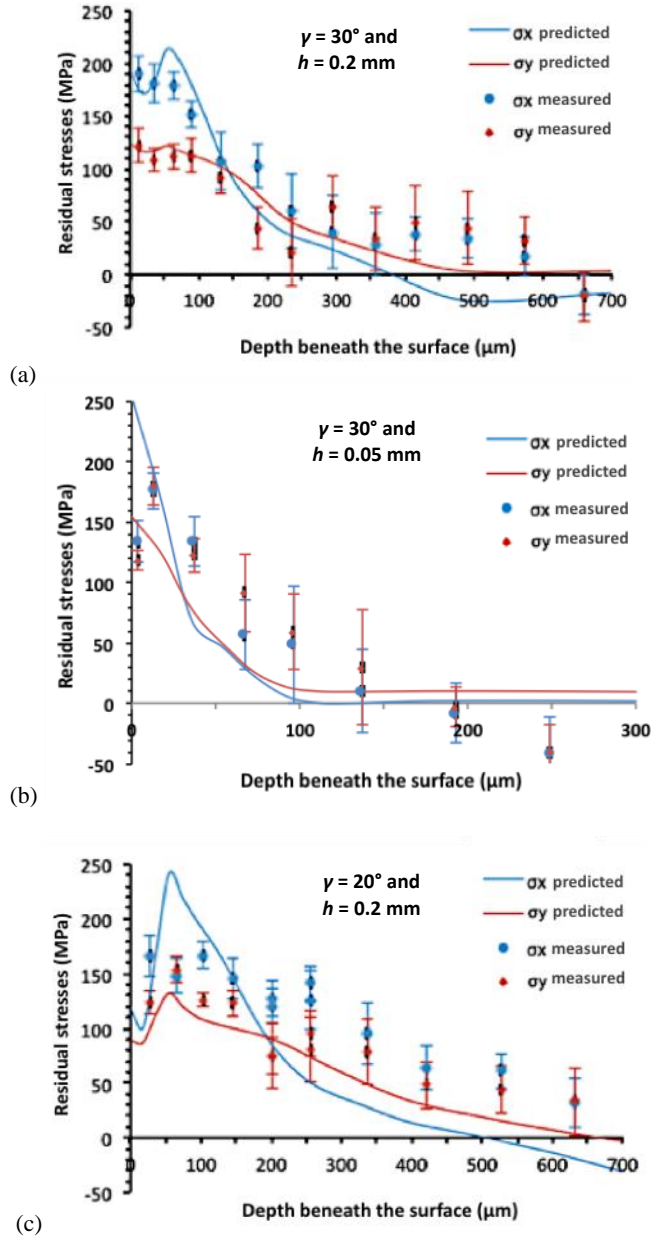 250
200
150
100
50
0
-50
Residual stresses (MPa)
γ = 30° and
h = 0.2 mm
σx predicted
σy predicted
σx measured
σy measured
0 100 200 300 400 500 600 700
Depth beneath the surface (μm)
(a)
250
200
150
100
50
0
-50
Residual stresses (MPa)
γ = 30° and
h = 0.05 mm
σx predicted
σy predicted
σx measured
σy measured
0 100 200 300
Depth beneath the surface (μm)
(b)
250
200
150
100
50
0
-50
Residual stresses (MPa)
γ = 20° and
h = 0.2 mm
σx predicted
σy predicted
σx measured
σy measured
0 100 200 300 400 500 600 700
Depth beneath the surface (μm)
(c)